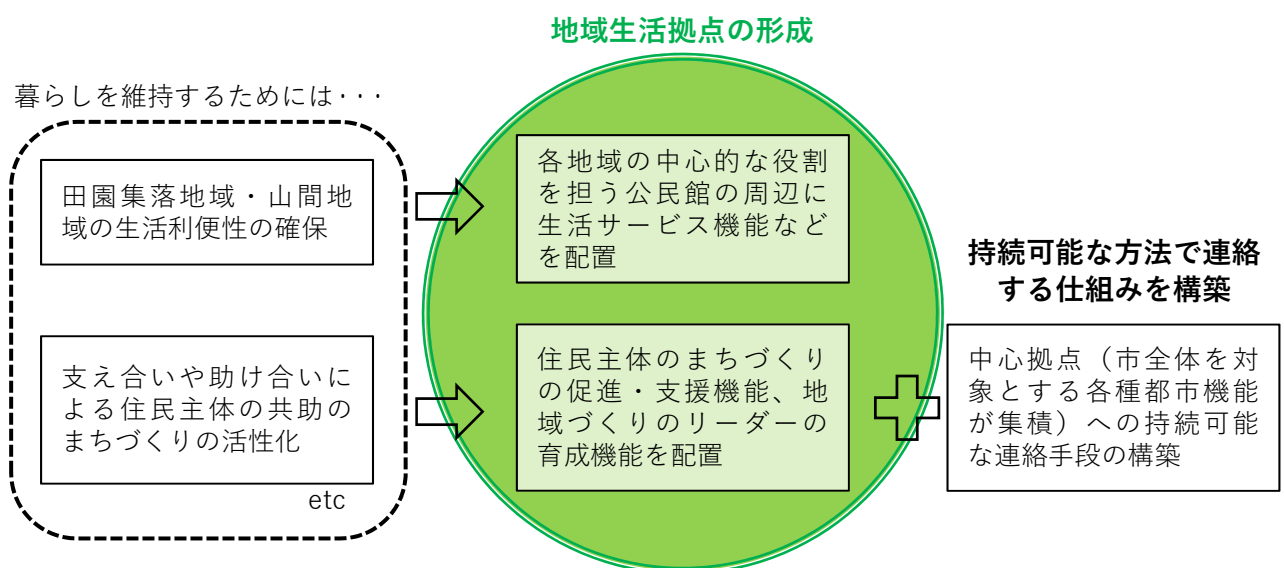 地域生活拠点の形成
暮らしを維持するためには・・・
田園集落地域・山間地
域の生活利便性の確保
支え合いや助け合いに
よる住民主体の共助の
まちづくりの活性化
etc
各地域の中心的な役割
を担う公民館の周辺に
生活サービス機能など
を配置
住民主体のまちづくり
の促進・支援機能、地
域づくりのリーダーの
育成機能を配置
持続可能な方法で連絡
する仕組みを構築
中心拠点（市全体を対
象とする各種都市機能
が集積）への持続可能
な連絡手段の構築